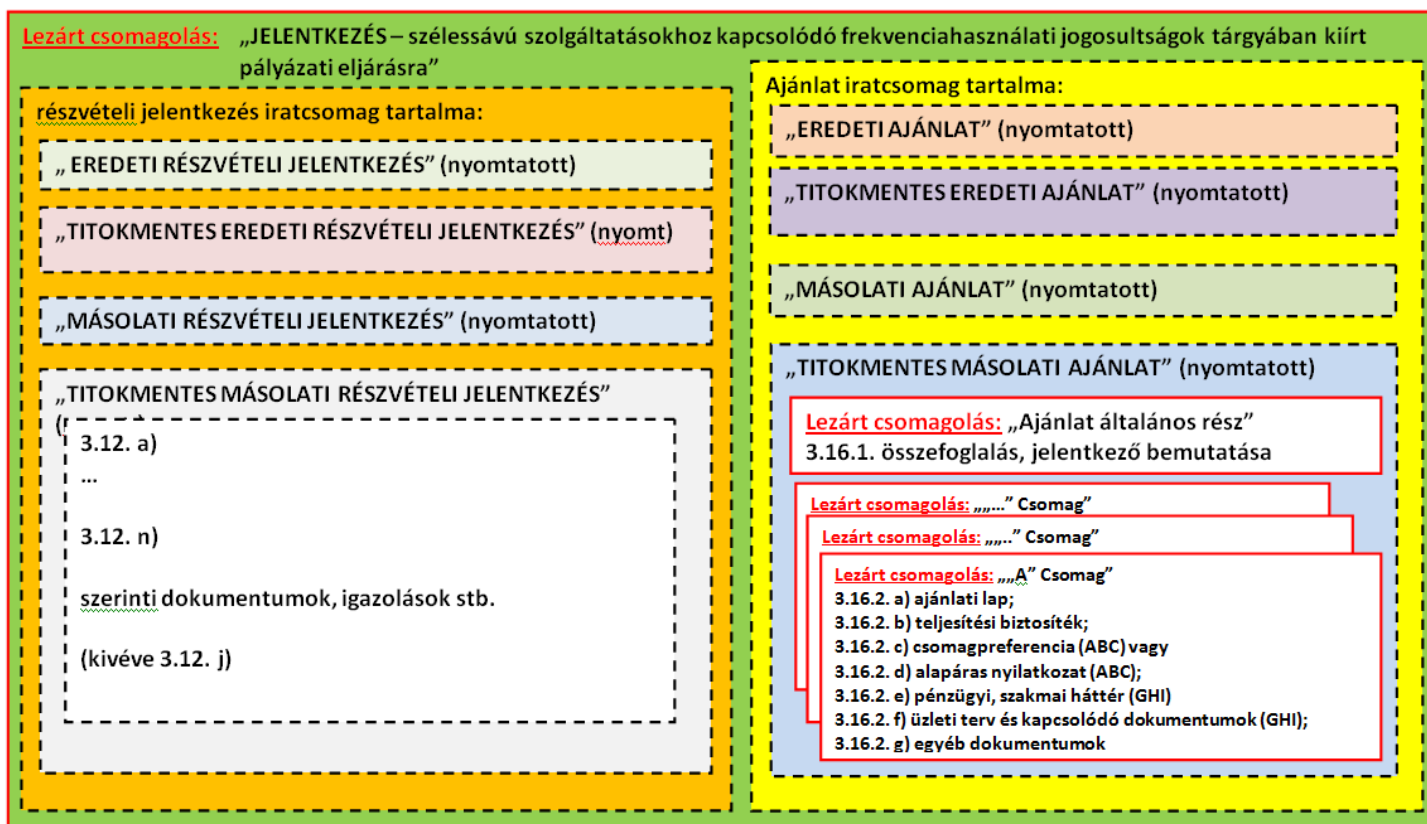 Lezárt csomagolás: „JELENTKEZÉS – szélessávú szolgáltatásokhoz kapcsolódó frekvenciahasználati jogosultságok tárgyában kiírt
pályázati eljárásra”
részvételi jelentkezés iratcsomag tartalma:
„ EREDETI RÉSZVÉTELI JELENTKEZÉS” (nyomtatott)
„TITOKMENTES EREDETI RÉSZVÉTELI JELENTKEZÉS” (nyomt)
„MÁSOLATI RÉSZVÉTELI JELENTKEZÉS” (nyomtatott)
„TITOKMENTES MÁSOLATI RÉSZVÉTELI JELENTKEZÉS”
3.12. a)
...
3.12. n)
szerinti dokumentumok, igazolások stb.
(kivéve 3.12. j)
Ajánlat iratcsomag tartalma:
„EREDETI AJÁNLAT” (nyomtatott)
„TITOKMENTES EREDETI AJÁNLAT” (nyomtatott)
„MÁSOLATI AJÁNLAT” (nyomtatott)
„TITOKMENTES MÁSOLATI AJÁNLAT” (nyomtatott)
Lezárt csomagolás: „Ajánlat általános rész”
3.16.1. összefoglalás, jelentkező bemutatása
Lezárt csomagolás: „„...” Csomag”
Lezárt csomagolás: „„..” Csomag”
Lezárt csomagolás: „„A” Csomag”
3.16.2. a) ajánlati lap;
3.16.2. b) teljesítési biztosíték;
3.16.2. c) csomagpreferencia (ABC) vagy
3.16.2. d) alapáras nyilatkozat (ABC);
3.16.2. e) pénzügyi, szakmai háttér (GHI)
3.16.2. f) üzleti terv és kapcsolódó dokumentumok (GHI);
3.16.2. g) egyéb dokumentumok